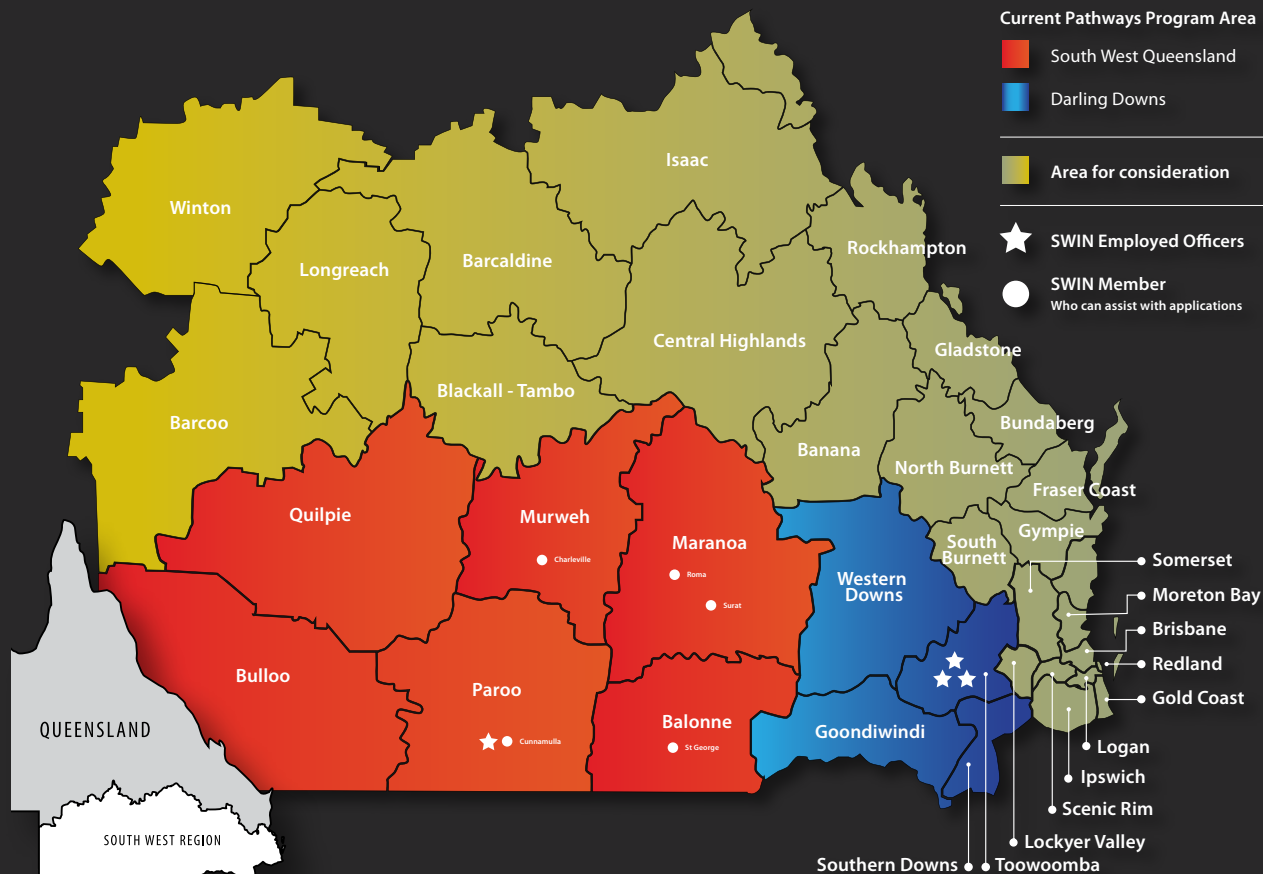 Current Pathways Program Area
South West Queensland
Darling Downs
Area for consideration
SWIN Employed Officers
SWIN Member
Who can assist with applications
Isaac
Winton
Rockhampton
Barcaldine
Longreach
Central Highlands
Gladstone
Blackall - Tambo
Barcoo
Bundaberg
Banana
North Burnett
Fraser Coast
Quilpie
Murweh
Gympie
Maranoa
South
Burnett
Charleville
Somerset
Roma
Western
Downs
Moreton Bay
Surat
Brisbane
Redland
Bulloo
Paroo
Gold Coast
Balonne
QUEENSLAND
Goondiwindi
Cunnamulla
St George
Logan
Ipswich
Scenic Rim
SOUTH WEST REGION
Lockyer Valley
Southern Downs
Toowoomba